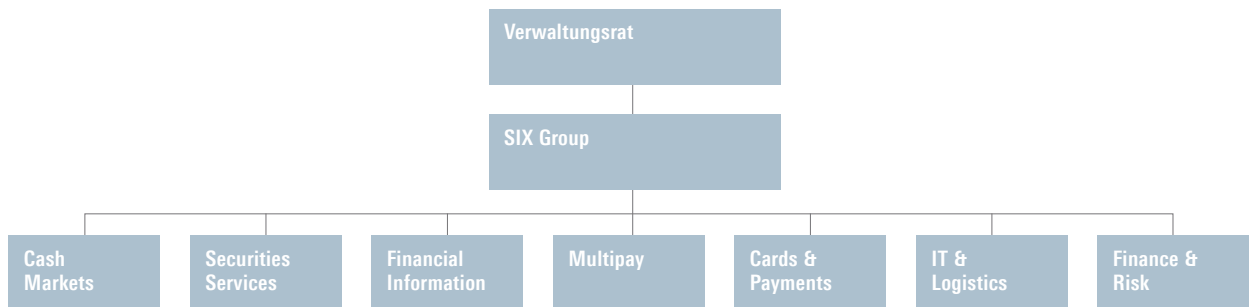 Verwaltungsrat
SIX Group
Cash
Markets
Securities
Services
Financial
Information
Multipay
Cards &
Payments
IT &
Logistics
Finance &
Risk